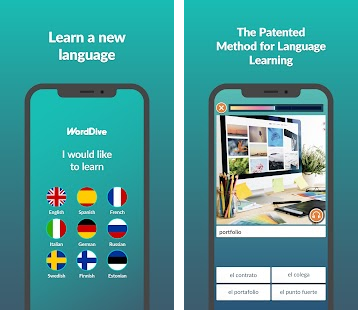 Learn a new
language
WordDive
I would like
to learn
English
Spanish
French
Italian
German
Russian
Swedish
Finnish
Estonian
The Patented
Method for Language
Learning
portfolio
el contrato
el colega
el portafolio
el punto fuerte